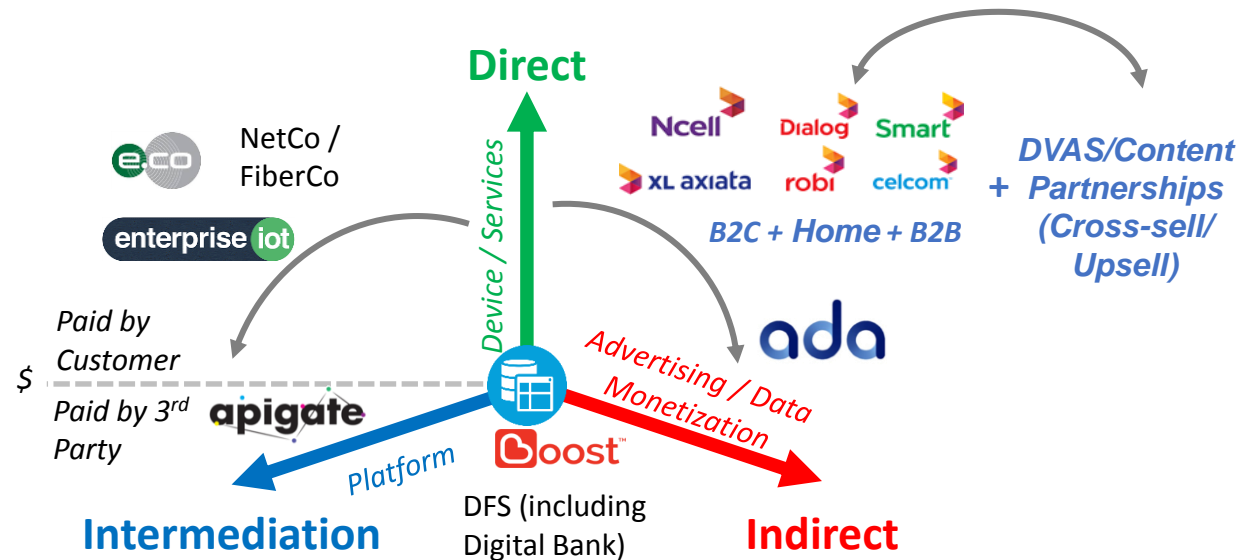 Direct
e.co
NetCo /
FiberCo
enterprise iot
Device / Services
Ncell
Dialog
Smart
XL axiata
robi
celcom
B2C + Home + B2B
+
DVAS/Content
Partnerships
(Cross-sell/
Upsell)
ada
Paid by
Customer
$
Paid by 3rd
Party
apigate
Advertising / Data
Monetization
Platform
Boost™
DFS (including
Digital Bank)
Intermediation
Indirect